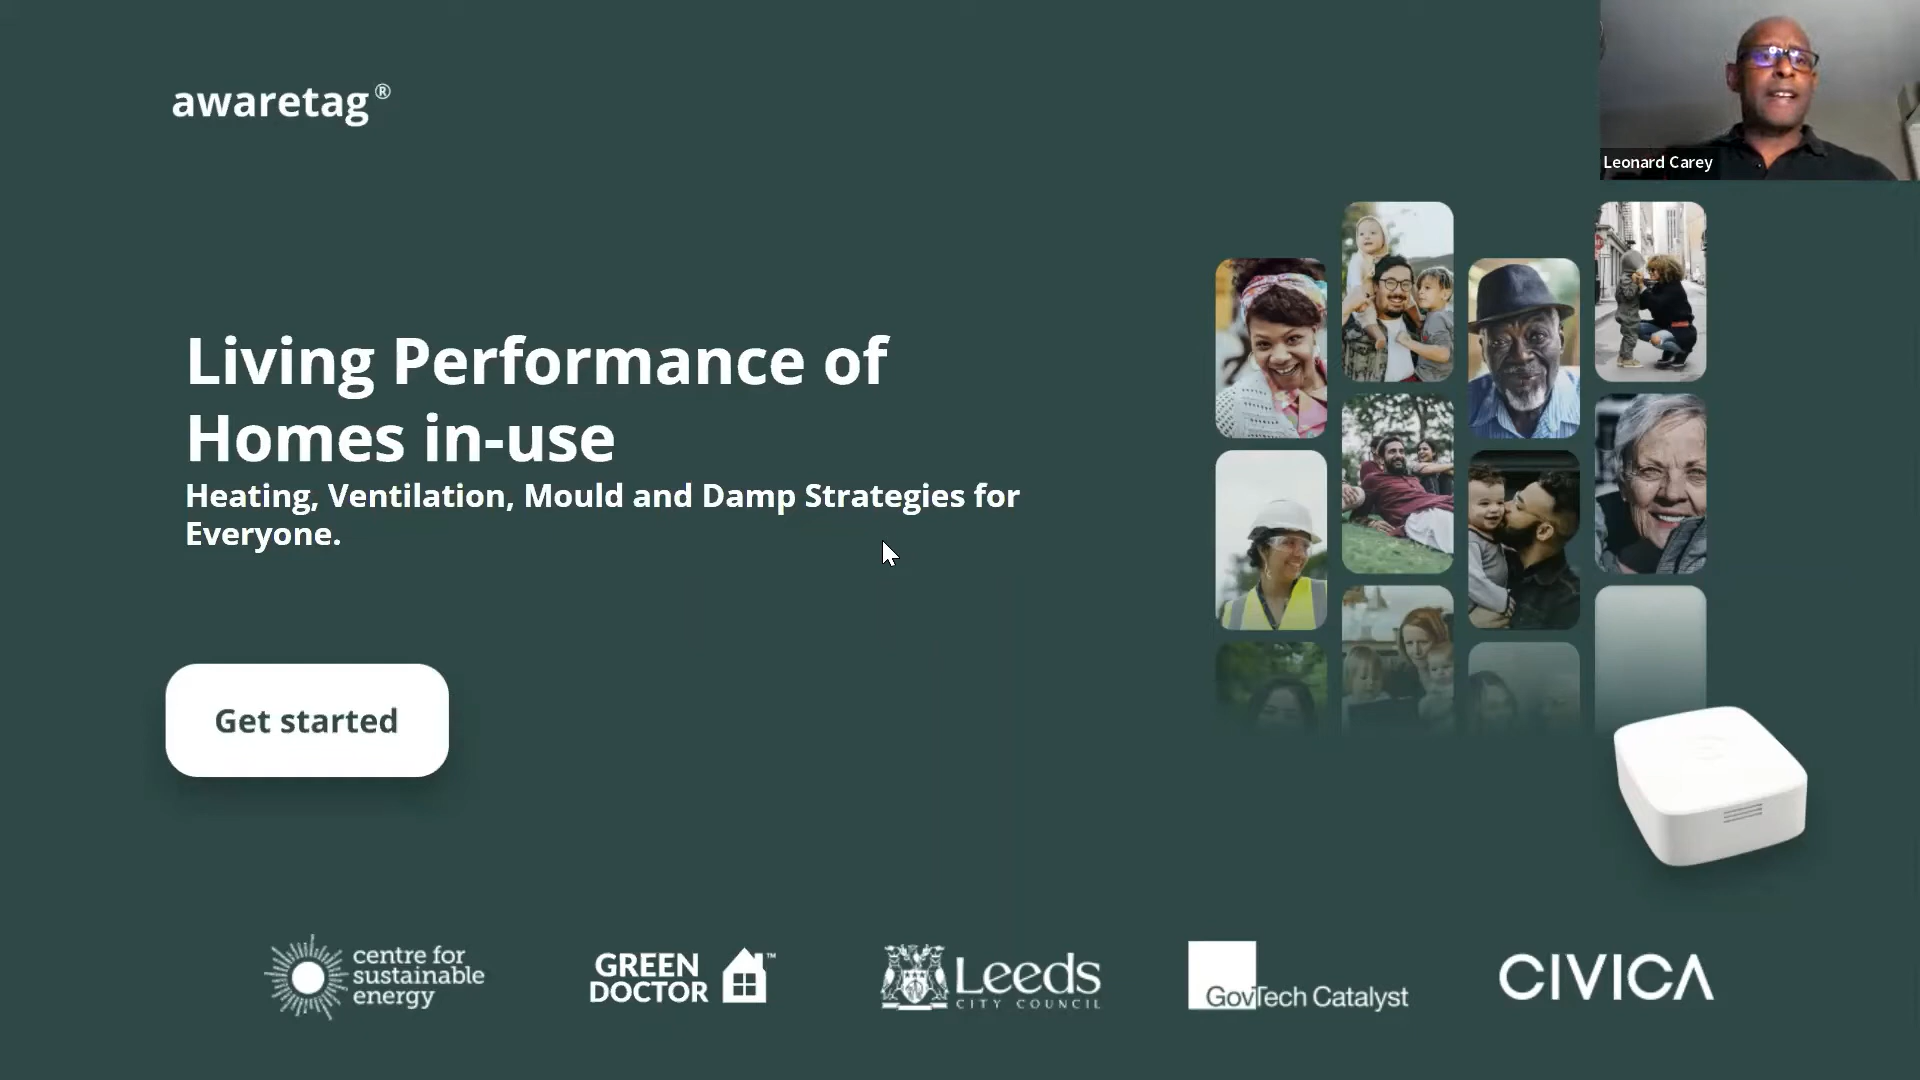 awaretag®
Leonard Carey
Living Performance of
Homes in-use
Heating, Ventilation, Mould and Damp Strategies for
Everyone.
Get started
centre for
sustainable
energy
GREEN
DOCTOR
™
Leeds
CITY COUNCIL
GovTech Catalyst
CIVICA